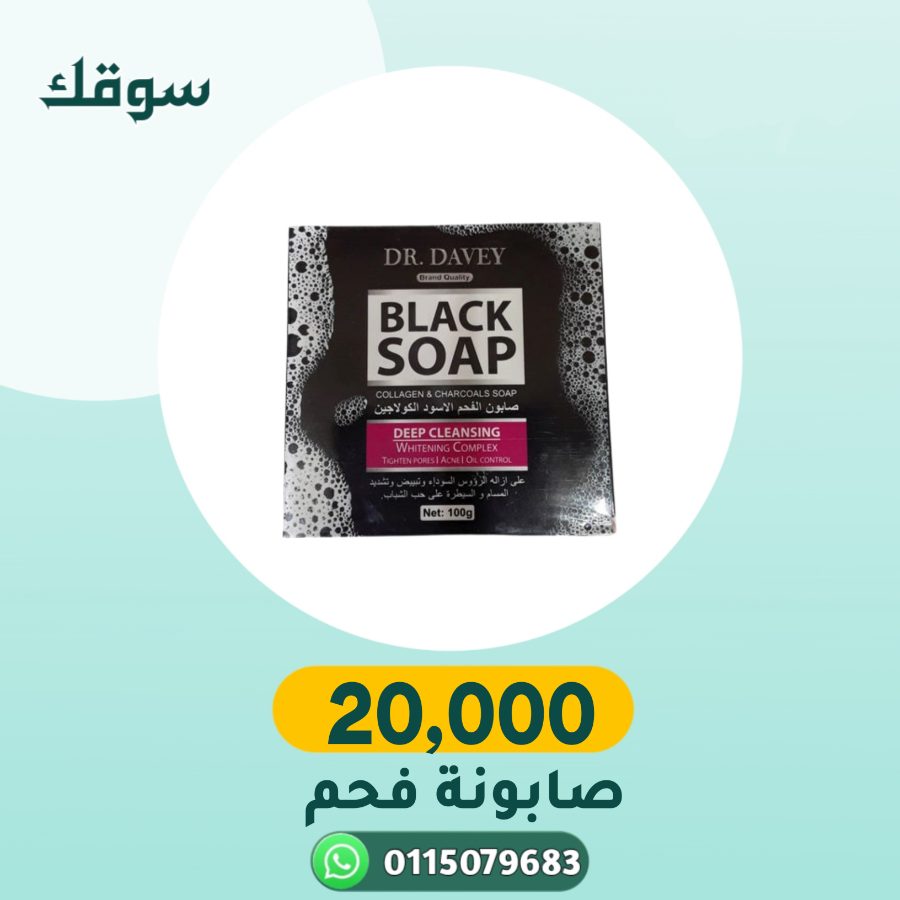 سوقك
DR. DAVEY
Brand Quality
BLACK
SOAP
COLLAGEN & CHARCOALS SOAP
صابون الفحم الاسود الكولاجين
DEEP CLEANSING
WHITENING COMPLEX
TIGHTEN PORES | ACNE | OIL CONTROL
على ازاله الرؤوس السوداء وتبييض وتشديد
المسام و السيطرة على حب الشباب.
Net: 100g
20,000
صابونة فحم
0115079683